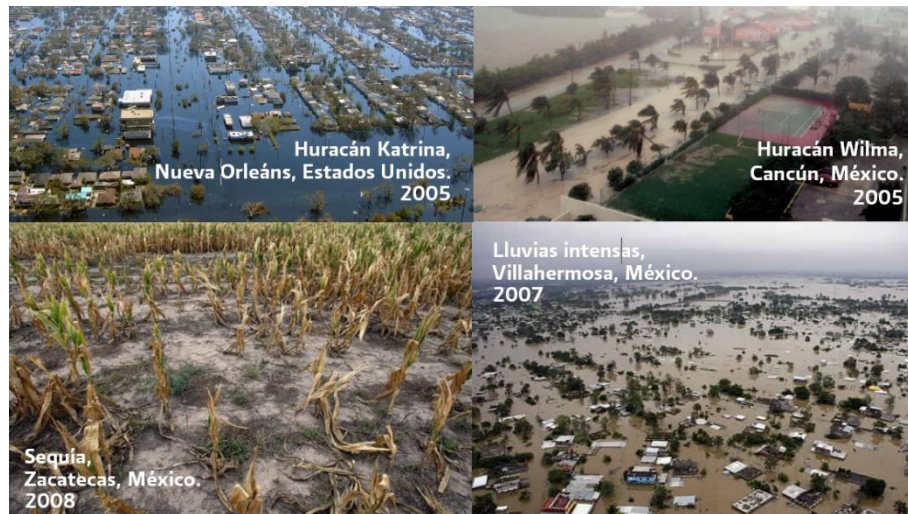 Huracán Katrina,
Nueva Orleáns, Estados Unidos.
2005
Huracán Wilma,
Cancún, México.
2005
Sequía,
Zacatecas, México.
2008
Lluvias intensas,
Villahermosa, México.
2007